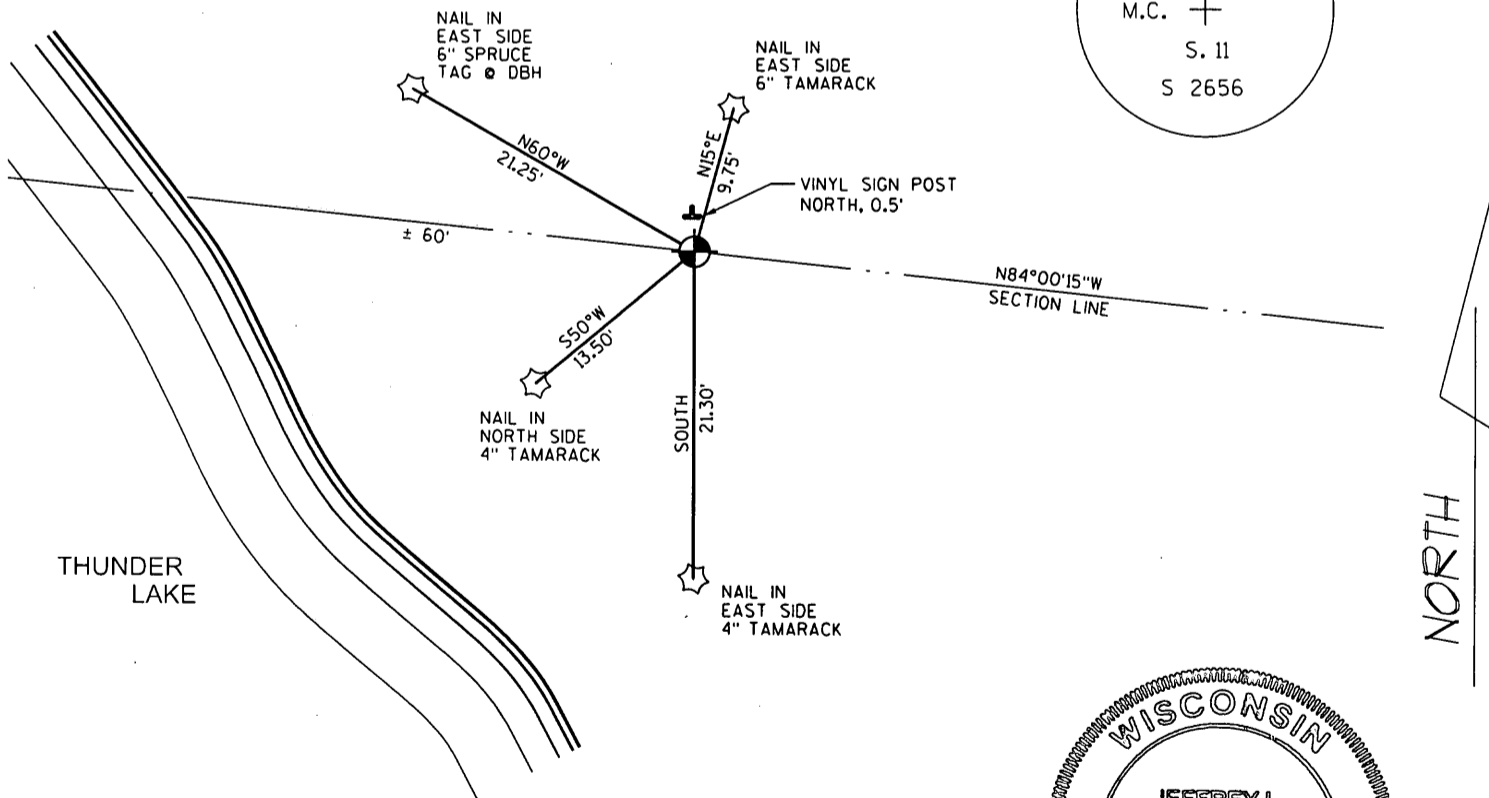 NAIL IN
EAST SIDE
6" SPRUCE
TAG @ DBH
NAIL IN
EAST SIDE
6" TAMARACK
M.C.
S. 11
S 2656
N60°W
21.25'
N15°E
9.75'
VINYL SIGN POST
NORTH, 0.5'
± 60'
N84°00'15"W
SECTION LINE
S50°W
13.50'
NAIL IN
NORTH SIDE
4" TAMARACK
SOUTH
21.30'
NAIL IN
EAST SIDE
4" TAMARACK
THUNDER
LAKE
NORTH
WISCONSIN
JEFFREY L.